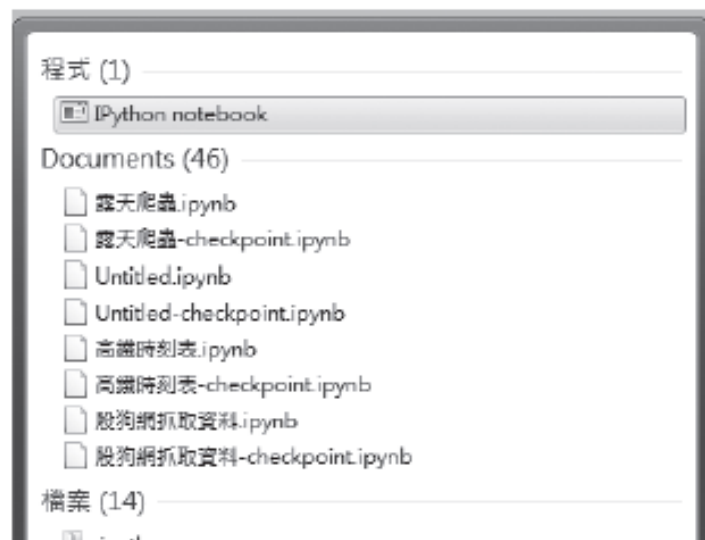 程式 (1)
IPython notebook
Documents (46)
露天爬蟲.ipynb
露天爬蟲-checkpoint.ipynb
Untitled.ipynb
Untitled-checkpoint.ipynb
高鐵時刻表.ipynb
高鐵時刻表-checkpoint.ipynb
股狗網抓取資料.ipynb
股狗網抓取資料-checkpoint.ipynb
檔案 (14)